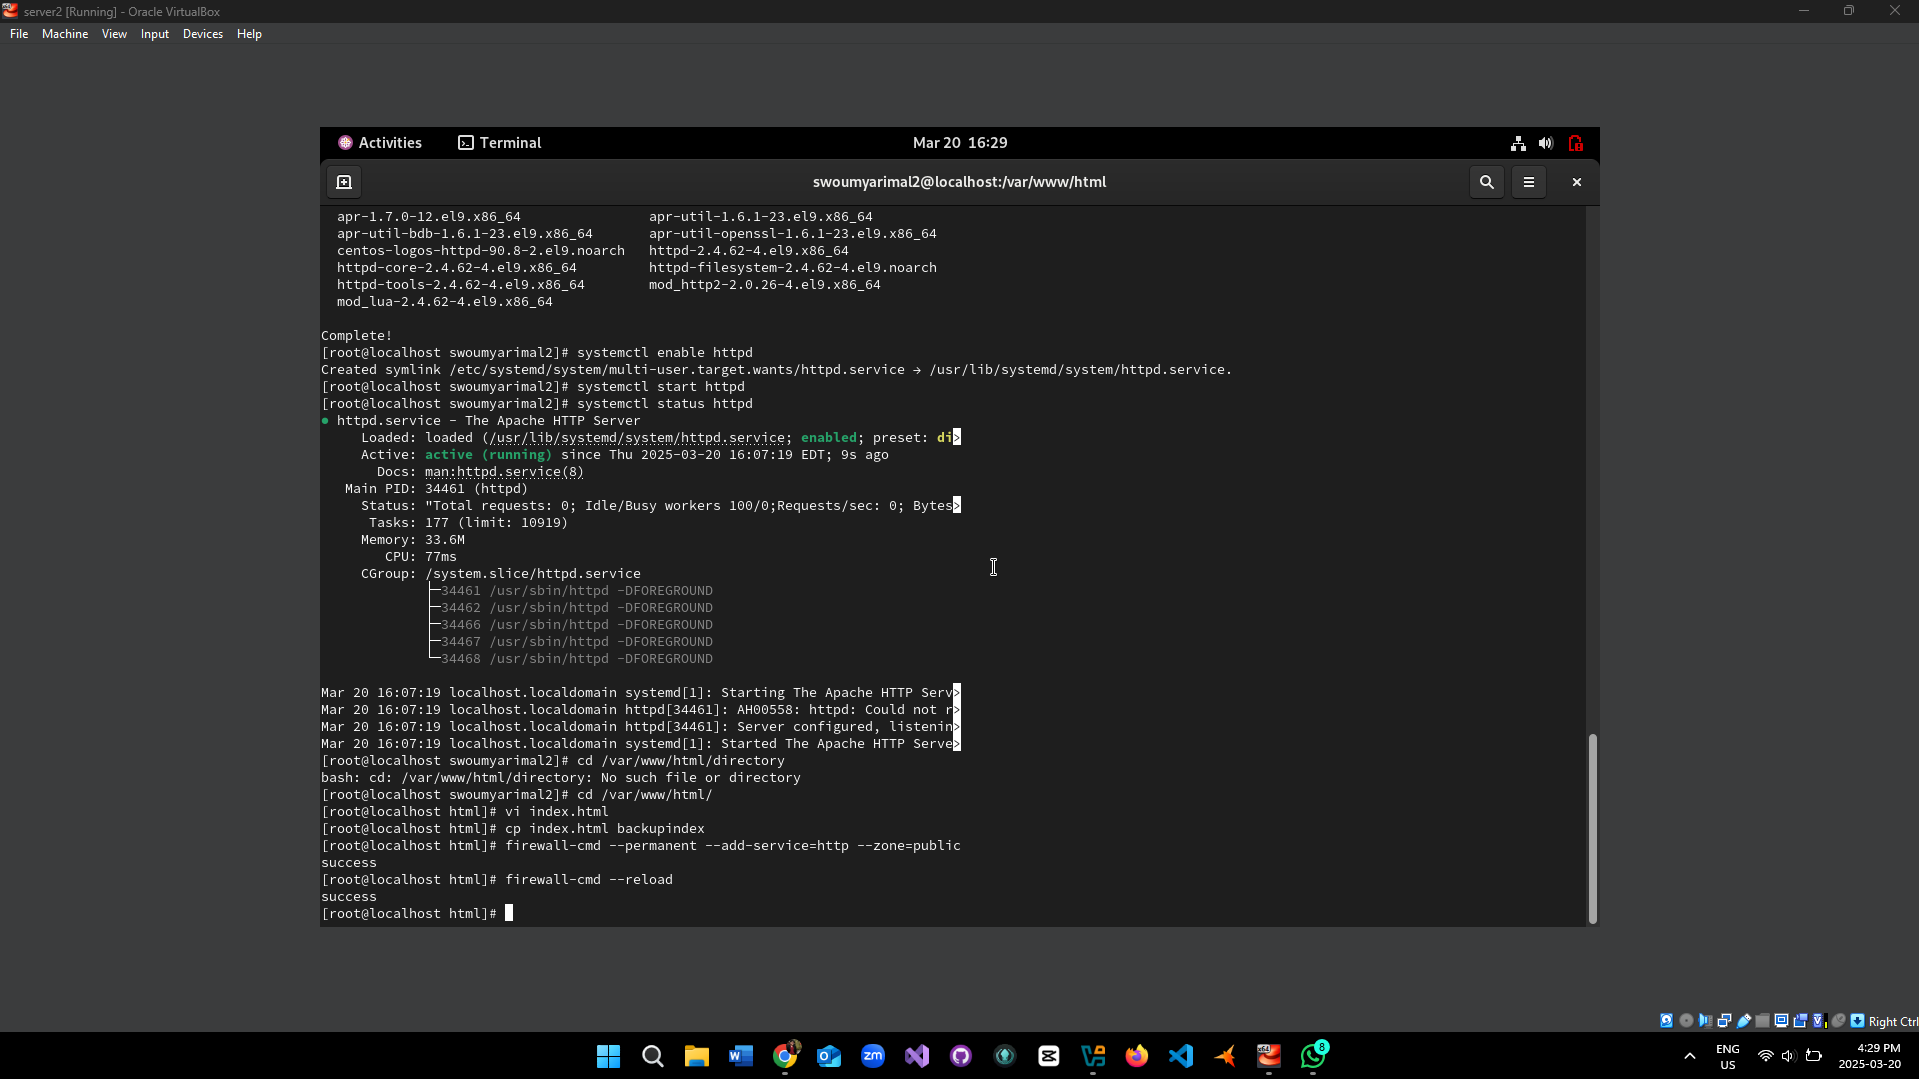 server2 [Running] - Oracle VirtualBox
File Machine View Input Devices Help
Activities Terminal Mar 20 16:29
swoumyarimal2@localhost:/var/www/html
apr-1.7.0-12.el9.x86_64 apr-util-1.6.1-23.el9.x86_64
apr-util-bdb-1.6.1-23.el9.x86_64 apr-util-openssl-1.6.1-23.el9.x86_64
centos-logos-httpd-90.8-2.el9.noarch httpd-2.4.62-4.el9.x86_64
httpd-core-2.4.62-4.el9.x86_64 httpd-filesystem-2.4.62-4.el9.noarch
httpd-tools-2.4.62-4.el9.x86_64 mod_http2-2.0.26-4.el9.x86_64
mod_lua-2.4.62-4.el9.x86_64
Complete!
[root@localhost swoumyarimal2]# systemctl enable httpd
Created symlink /etc/systemd/system/multi-user.target.wants/httpd.service → /usr/lib/systemd/system/httpd.service.
[root@localhost swoumyarimal2]# systemctl start httpd
[root@localhost swoumyarimal2]# systemctl status httpd
● httpd.service - The Apache HTTP Server
Loaded: loaded (/usr/lib/systemd/system/httpd.service; enabled; preset: di>
Active: active (running) since Thu 2025-03-20 16:07:19 EDT; 9s ago
Docs: man:httpd.service(8)
Main PID: 34461 (httpd)
Status: "Total requests: 0; Idle/Busy workers 100/0;Requests/sec: 0; Bytes>
Tasks: 177 (limit: 10919)
Memory: 33.6M
CPU: 77ms
CGroup: /system.slice/httpd.service
├─34461 /usr/sbin/httpd -DFOREGROUND
├─34462 /usr/sbin/httpd -DFOREGROUND
├─34466 /usr/sbin/httpd -DFOREGROUND
├─34467 /usr/sbin/httpd -DFOREGROUND
└─34468 /usr/sbin/httpd -DFOREGROUND
Mar 20 16:07:19 localhost.localdomain systemd[1]: Starting The Apache HTTP Serv>
Mar 20 16:07:19 localhost.localdomain httpd[34461]: AH00558: httpd: Could not r>
Mar 20 16:07:19 localhost.localdomain httpd[34461]: Server configured, listenin>
Mar 20 16:07:19 localhost.localdomain systemd[1]: Started The Apache HTTP Serve>
[root@localhost swoumyarimal2]# cd /var/www/html/directory
bash: cd: /var/www/html/directory: No such file or directory
[root@localhost swoumyarimal2]# cd /var/www/html/
[root@localhost html]# vi index.html
[root@localhost html]# cp index.html backupindex
[root@localhost html]# firewall-cmd --permanent --add-service=http --zone=public
success
[root@localhost html]# firewall-cmd --reload
success
[root@localhost html]#
Right Ctrl
zm
8
ENG
US
4:29 PM
2025-03-20